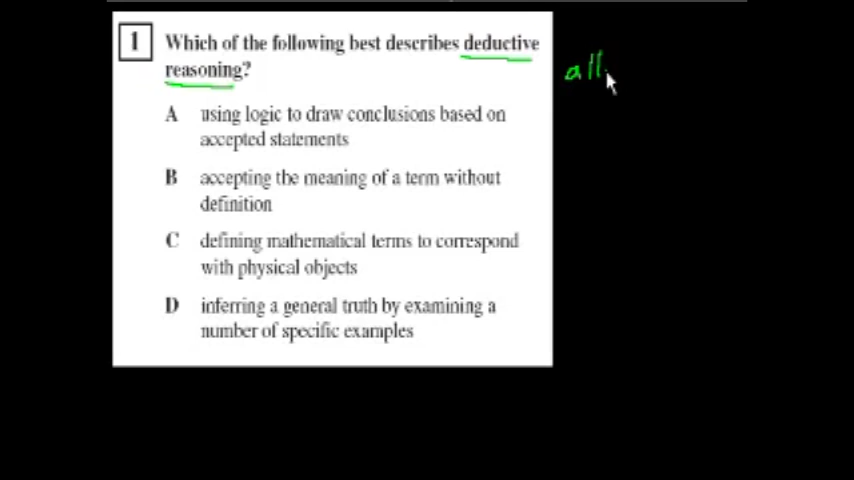 1 Which of the following best describes deductive
reasoning?
all
A using logic to draw conclusions based on
accepted statements
B accepting the meaning of a term without
definition
C defining mathematical terms to correspond
with physical objects
D inferring a general truth by examining a
number of specific examples